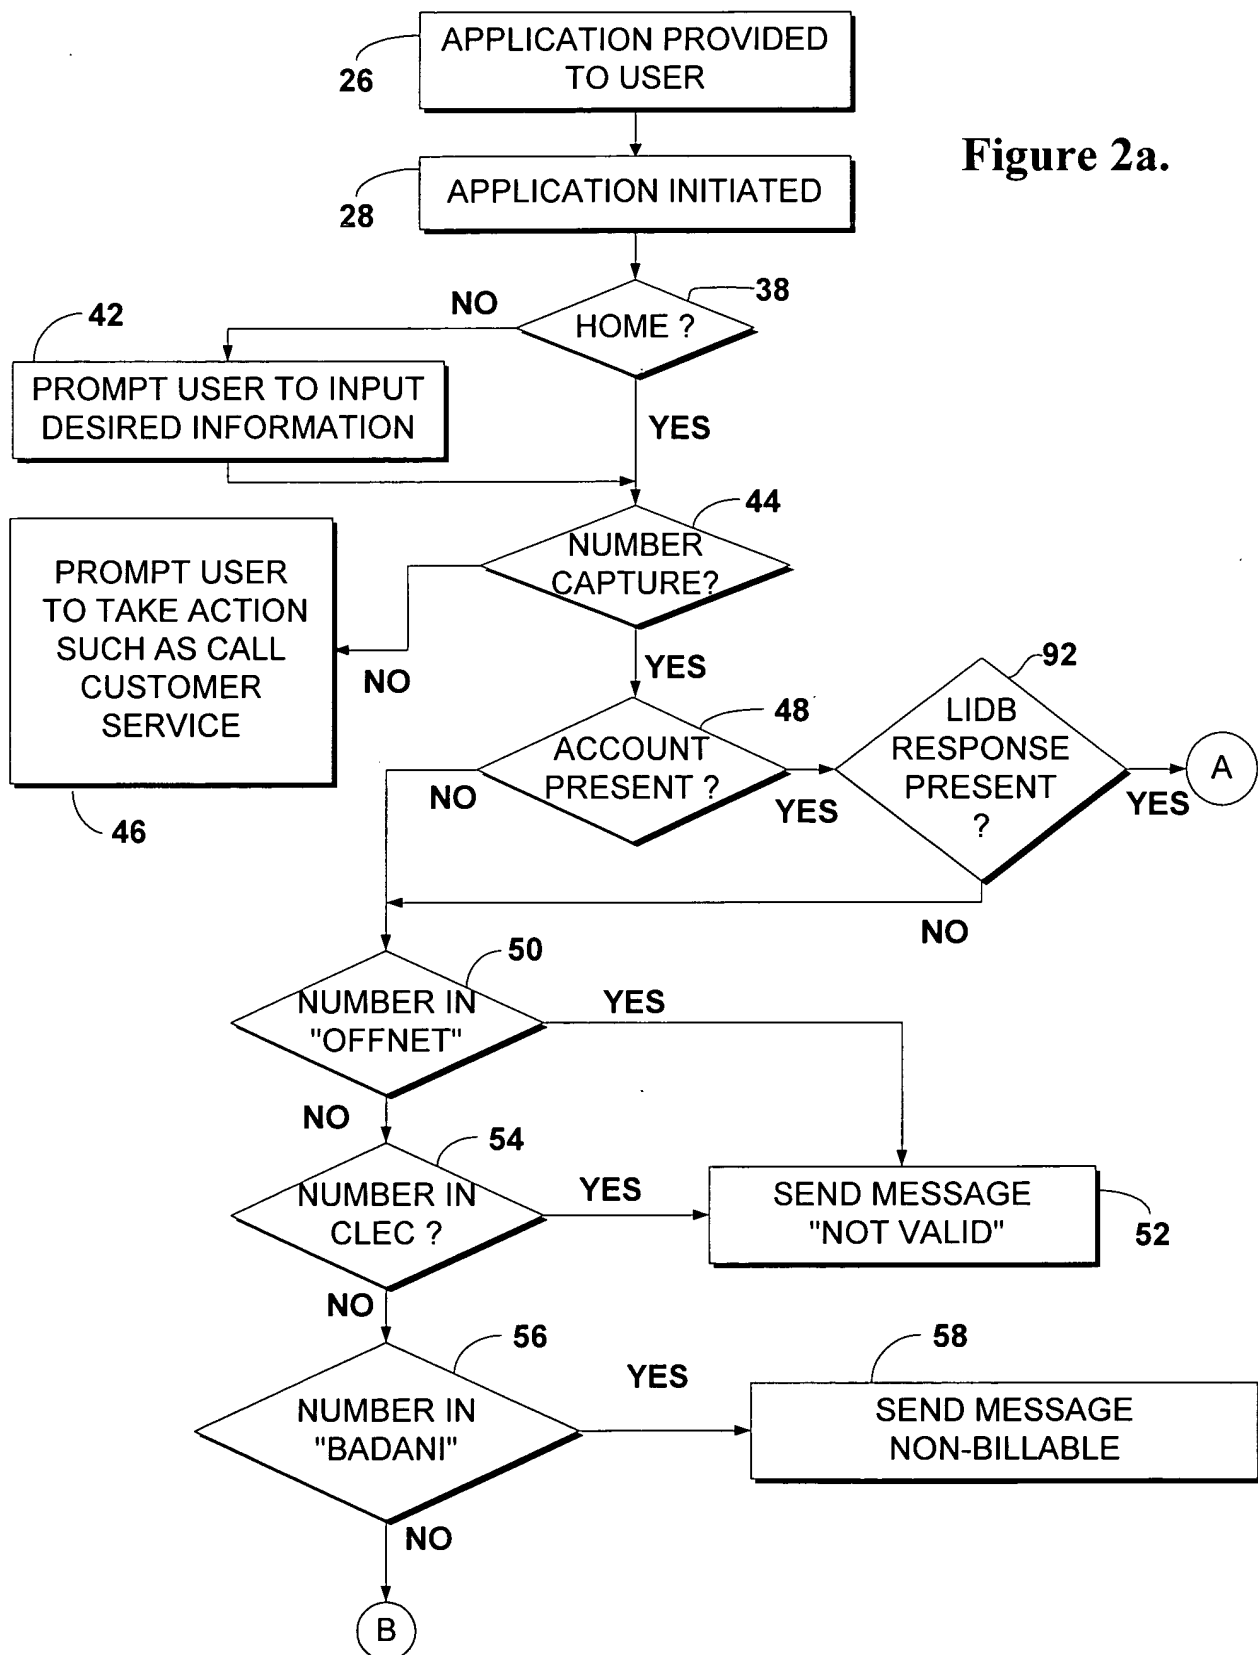 APPLICATION PROVIDED
TO USER
26
Figure 2a.
APPLICATION INITIATED
28
HOME ?
38
NO
42
PROMPT USER TO INPUT
DESIRED INFORMATION
YES
44
NUMBER
CAPTURE?
PROMPT USER
TO TAKE ACTION
SUCH AS CALL
CUSTOMER
SERVICE
NO
46
YES
48
ACCOUNT
PRESENT ?
NO
YES
92
LIDB
RESPONSE
PRESENT
?
YES
A
NO
50
NUMBER IN
"OFFNET"
YES
NO
54
NUMBER IN
CLEC ?
YES
SEND MESSAGE
"NOT VALID"
52
NO
56
NUMBER IN
"BADANI"
YES
58
SEND MESSAGE
NON-BILLABLE
NO
B